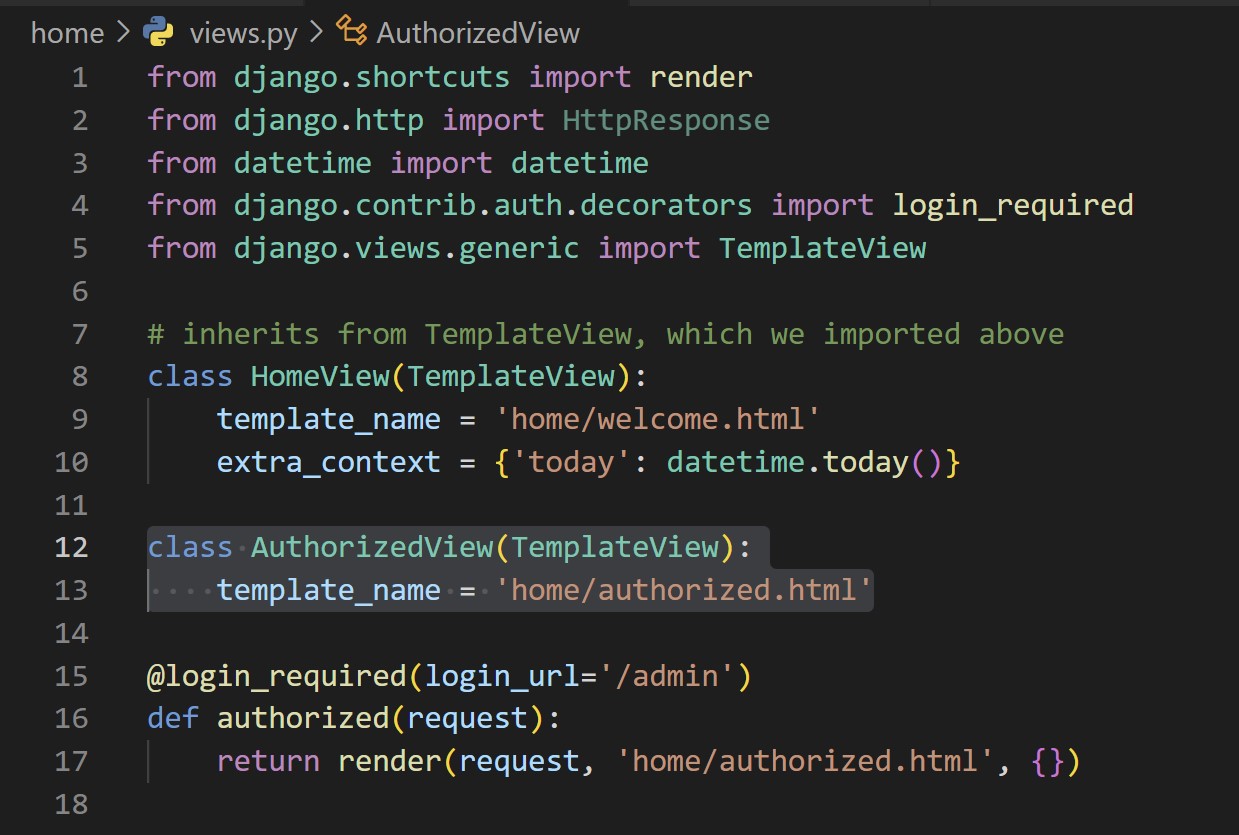 home > views.py > AuthorizedView
1 from django.shortcuts import render
2 from django.http import HttpResponse
3 from datetime import datetime
4 from django.contrib.auth.decorators import login_required
5 from django.views.generic import TemplateView
6
7 # inherits from TemplateView, which we imported above
8 class HomeView(TemplateView):
9     template_name = 'home/welcome.html'
10     extra_context = {'today': datetime.today()}
11
12 class AuthorizedView(TemplateView):
13     template_name = 'home/authorized.html'
14
15 @login_required(login_url='/admin')
16 def authorized(request):
17     return render(request, 'home/authorized.html', {})
18